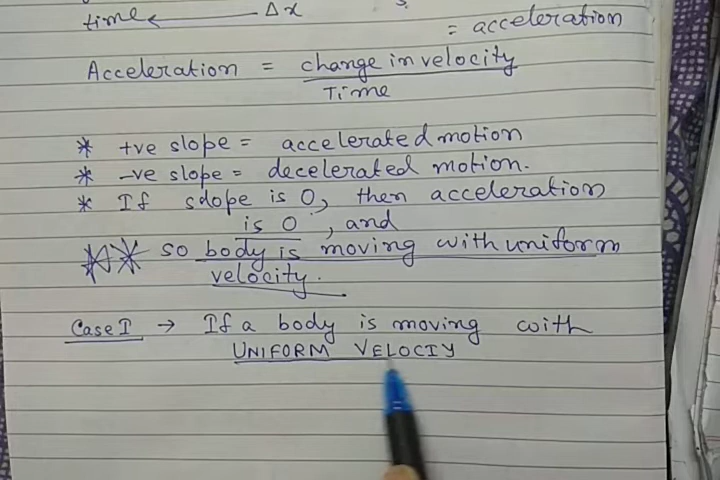 time ← Δx
= acceleration
Acceleration = change in velocity
Time
* +ve slope = accelerated motion
* -ve slope = decelerated motion.
* If sdope is 0, then acceleration
is 0, and
** so body is moving with uniform
velocity.
Case I → If a body is moving with
UNIFORM VELOCIY